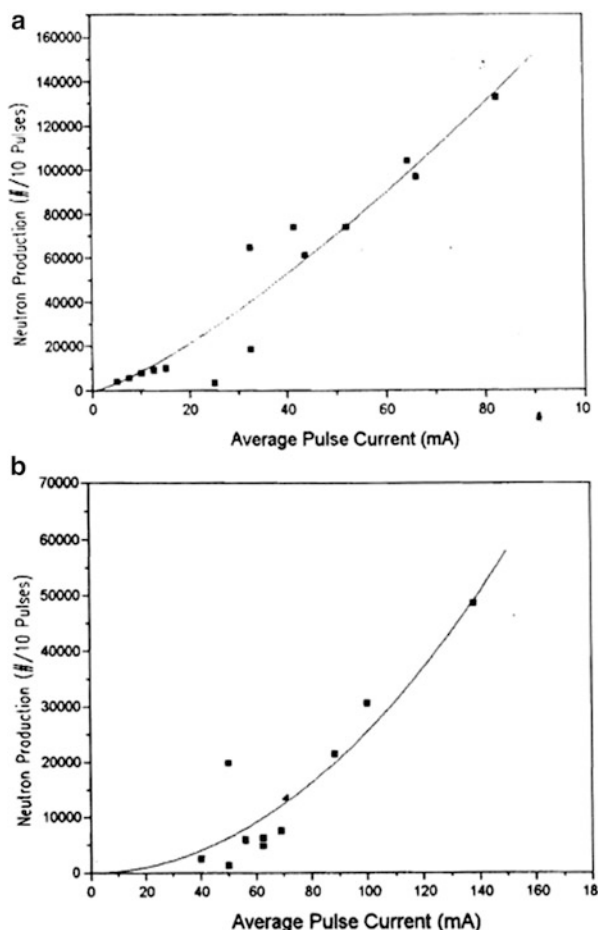 a
160000
140000
120000
100000
80000
60000
40000
20000
0
Neutron Production (#/10 Pulses)
0 20 40 60 80 10
Average Pulse Current (mA)
b
70000
60000
50000
40000
30000
20000
10000
0
Neutron Production (#/10 Pulses)
0 20 40 60 80 100 120 140 160 18
Average Pulse Current (mA)